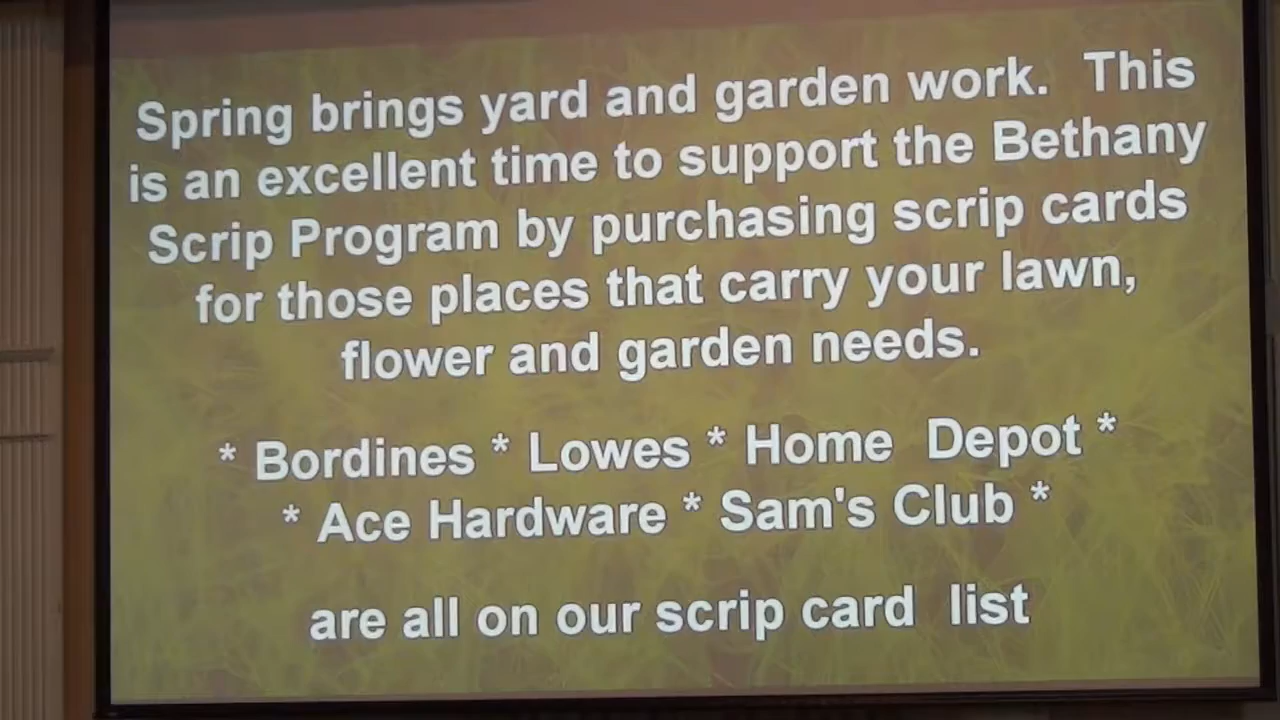 Spring brings yard and garden work. This
is an excellent time to support the Bethany
Scrip Program by purchasing scrip cards
for those places that carry your lawn,
flower and garden needs.
* Bordines * Lowes * Home Depot *
* Ace Hardware * Sam's Club *
are all on our scrip card list